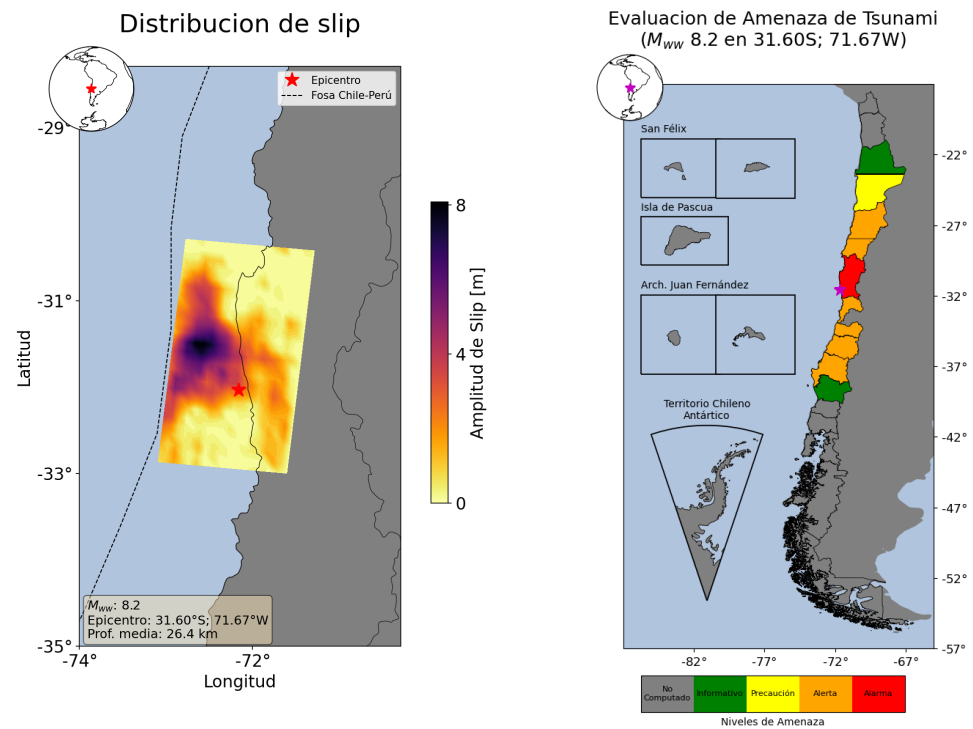 Distribucion de slip
Epicentro
Fosa Chile-Perú
-29°
-31°
-33°
-35°
Latitud
-74°
-72°
Longitud
8
4
0
Amplitud de Slip [m]
Mww: 8.2
Epicentro: 31.60°S; 71.67°W
Prof. media: 26.4 km
Evaluacion de Amenaza de Tsunami
(Mww 8.2 en 31.60S; 71.67W)
San Félix
Isla de Pascua
Arch. Juan Fernández
Territorio Chileno
Antártico
-22°
-27°
-32°
-37°
-42°
-47°
-52°
-57°
-82°
-77°
-72°
-67°
No
Computado
Informativo
Precaución
Alerta
Alarma
Niveles de Amenaza